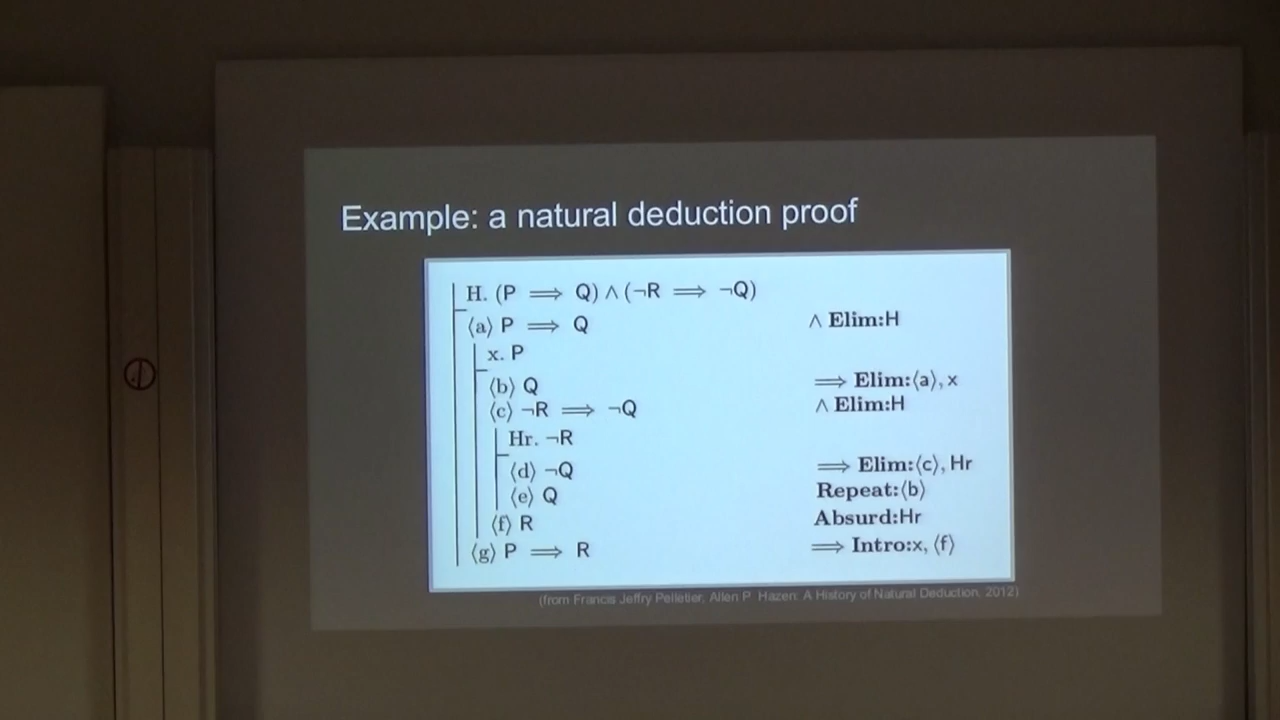 Example: a natural deduction proof
H. (P ⟹ Q) ∧ (¬R ⟹ ¬Q)
⟨a⟩ P ⟹ Q ∧ Elim:H
x. P
⟨b⟩ Q ⟹ Elim:⟨a⟩, x
⟨c⟩ ¬R ⟹ ¬Q ∧ Elim:H
Hr. ¬R
⟨d⟩ ¬Q ⟹ Elim:⟨c⟩, Hr
⟨e⟩ Q Repeat:⟨b⟩
⟨f⟩ R Absurd:Hr
⟨g⟩ P ⟹ R ⟹ Intro:x, ⟨f⟩
(from Francis Jeffry Pelletier, Allen P. Hazen: A History of Natural Deduction, 2012)